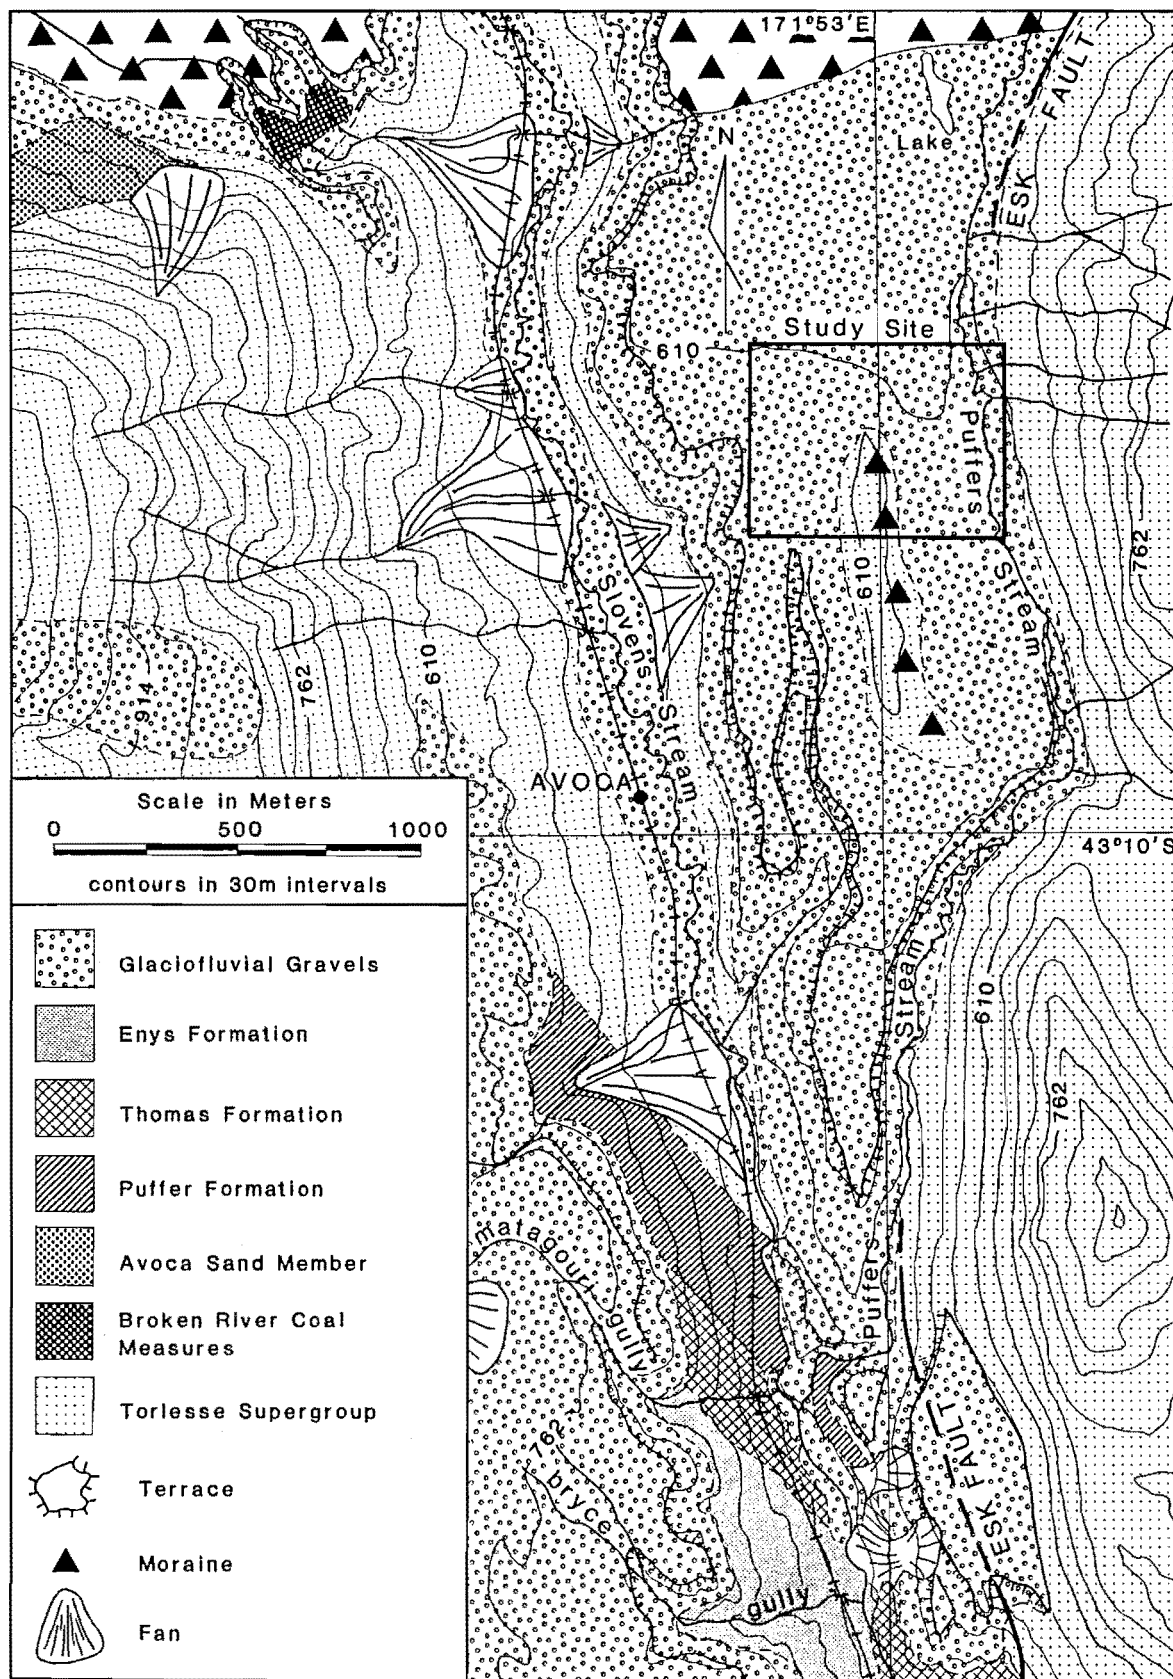 171°53'E
ESK FAULT
Lake
N
Study Site
610
Puffers Stream
610
762
Slovens Stream
914
762
610
AVOCA
Scale in Meters
0 500 1000
contours in 30m intervals
43°10'S
Glaciofluvial Gravels
Enys Formation
Thomas Formation
Puffer Formation
Avoca Sand Member
Broken River Coal
Measures
Torlesse Supergroup
Terrace
Moraine
Fan
Puffers Stream
610
762
matagouri gully
762
bryce gully
ESK FAULT